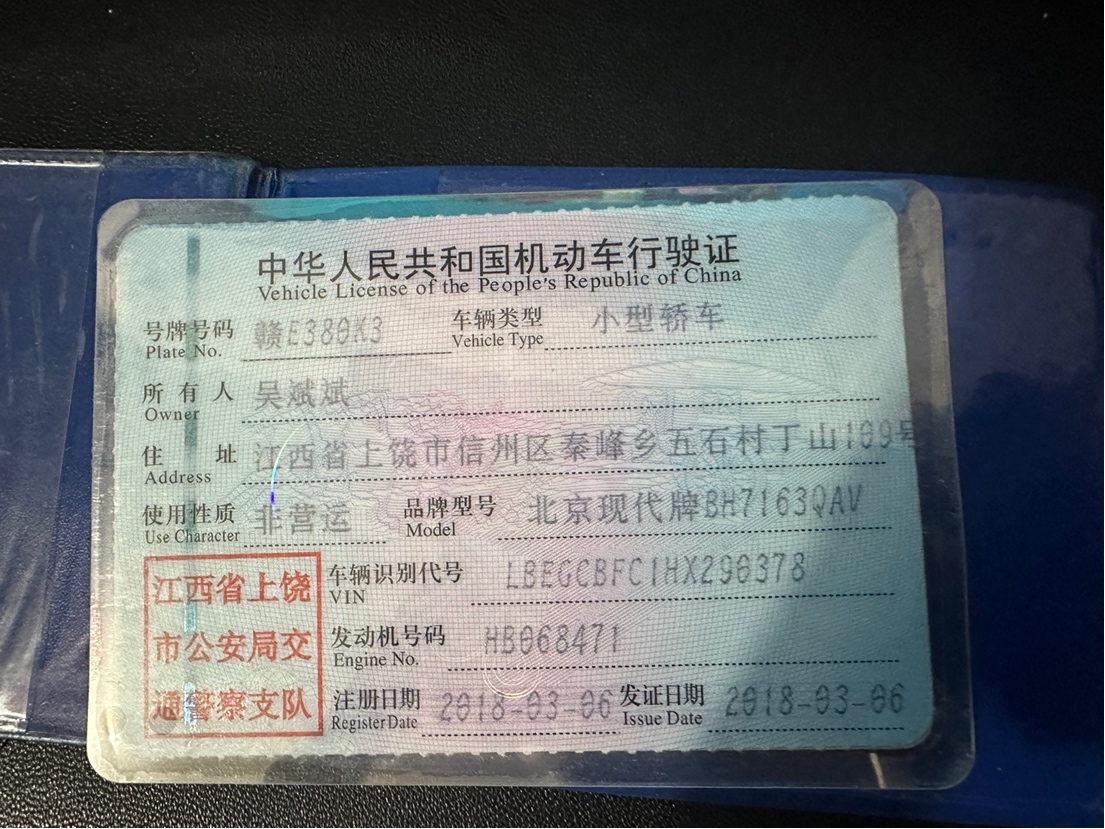 中华人民共和国机动车行驶证
Vehicle License of the People's Republic of China
号牌号码 赣E380K3 车辆类型 小型轿车
Plate No. Vehicle Type
所有人 吴斌斌
Owner
住址 江西省上饶市信州区秦峰乡五石村丁山109号
Address
使用性质 非营运 品牌型号 北京现代牌BH7163QAV
Use Character Model
江西省上饶 车辆识别代号 LBEGCBFC1HX290378
VIN
市公安局交 发动机号码 HB068471
Engine No.
通警察支队 注册日期 2018-03-06 发证日期 2018-03-06
Register Date Issue Date